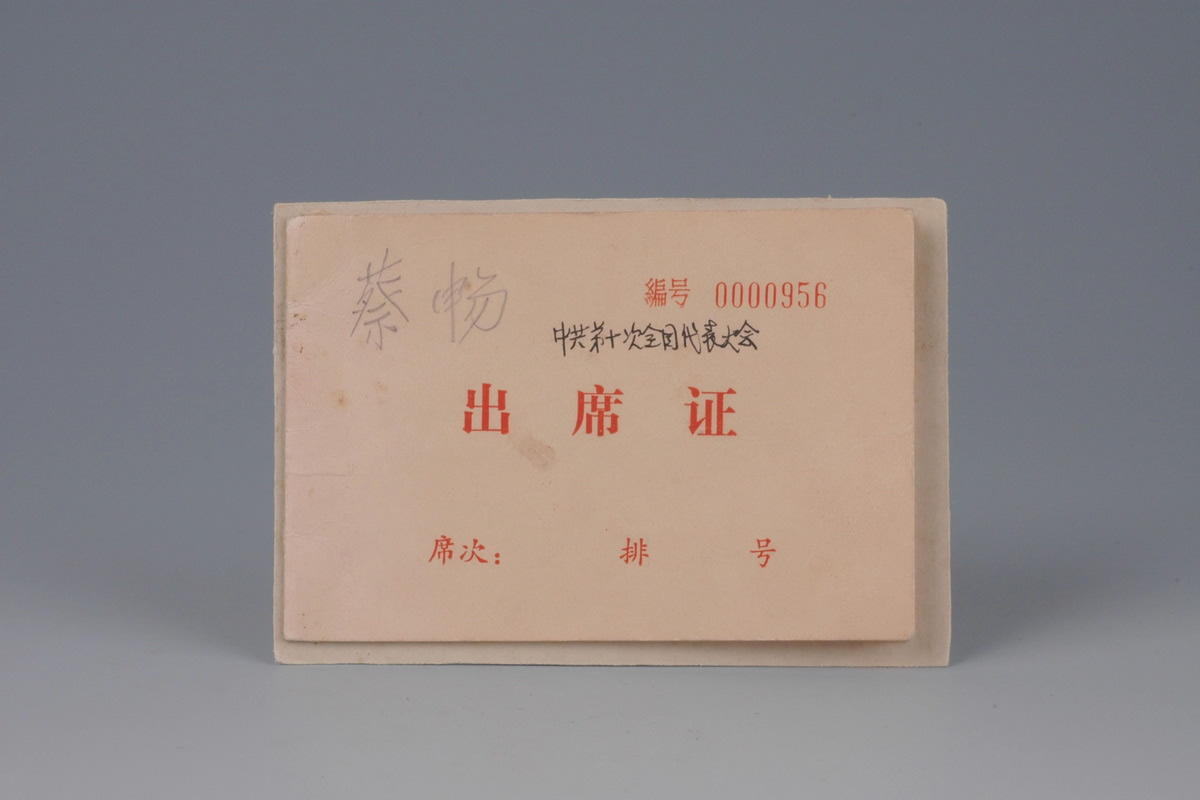 蔡畅
編号 0000956
中共第十次全国代表大会
出席证
席次： 排 号